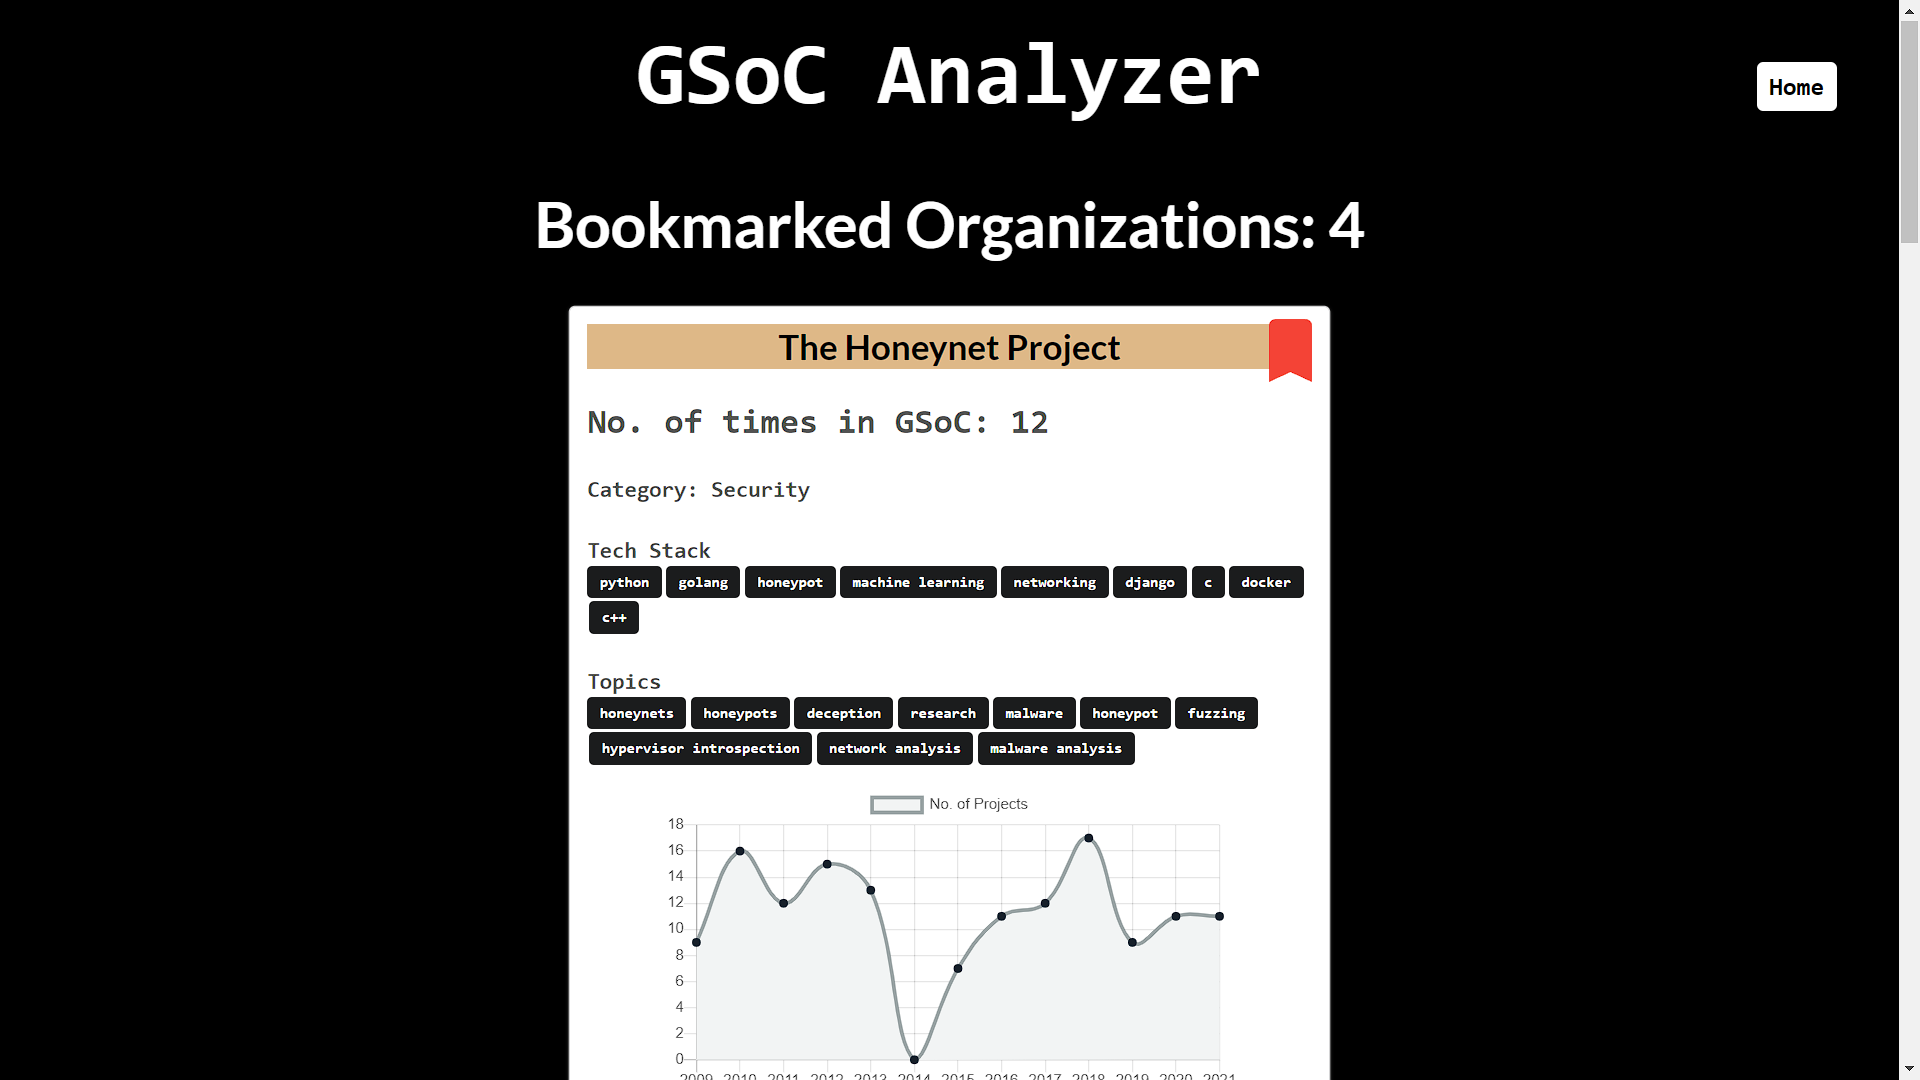 GSoC Analyzer
Home
Bookmarked Organizations: 4
The Honeynet Project
No. of times in GSoC: 12
Category: Security
Tech Stack
python golang honeypot machine learning networking django c docker
c++
Topics
honeynets honeypots deception research malware honeypot fuzzing
hypervisor introspection network analysis malware analysis
No. of Projects
18
16
14
12
10
8
6
4
2
0
2009 2010 2011 2012 2013 2014 2015 2016 2017 2018 2019 2020 2021